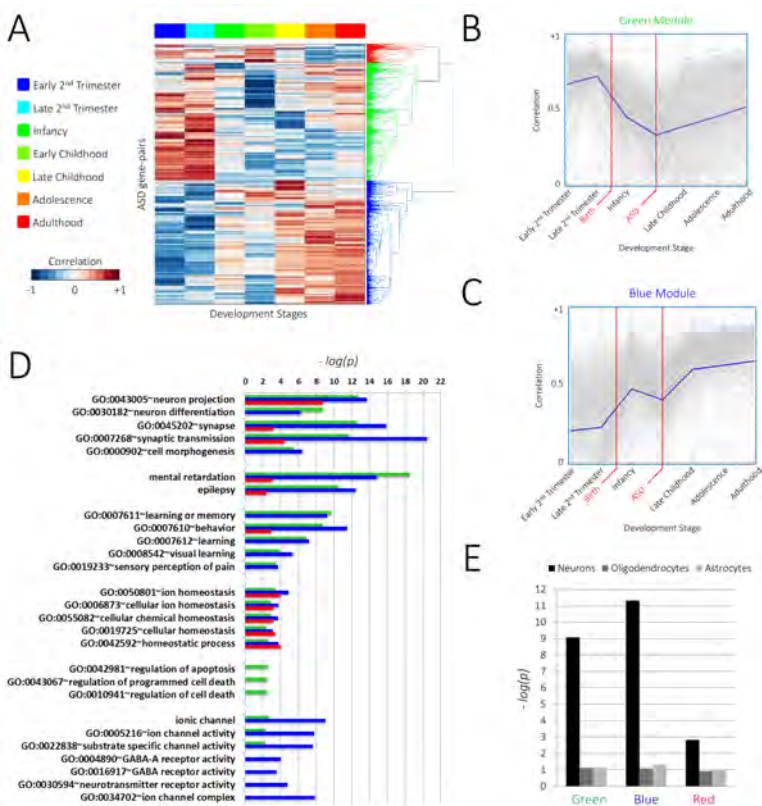 A
Early 2nd Trimester
Late 2nd Trimester
Infancy
Early Childhood
Late Childhood
Adolescence
Adulthood
Correlation
-1 0 +1
ASD gene-pairs
Development Stages
B
Green Module
+1
0.5
0
Correlation
Early 2nd Trimester
Late 2nd Trimester
Birth
Infancy
ASD
Late Childhood
Adolescence
Adulthood
Development Stage
C
Blue Module
+1
0.5
0
Correlation
Early 2nd Trimester
Late 2nd Trimester
Birth
Infancy
ASD
Late Childhood
Adolescence
Adulthood
Development Stage
D
- log(p)
0 2 4 6 8 10 12 14 16 18 20 22
GO:0043005~neuron projection
GO:0030182~neuron differentiation
GO:0045202~synapse
GO:0007268~synaptic transmission
GO:0000902~cell morphogenesis
mental retardation
epilepsy
GO:0007611~learning or memory
GO:0007610~behavior
GO:0007612~learning
GO:0008542~visual learning
GO:0019233~sensory perception of pain
GO:0050801~ion homeostasis
GO:0006873~cellular ion homeostasis
GO:0055082~cellular chemical homeostasis
GO:0019725~cellular homeostasis
GO:0042592~homeostatic process
GO:0042981~regulation of apoptosis
GO:0043067~regulation of programmed cell death
GO:0010941~regulation of cell death
ionic channel
GO:0005216~ion channel activity
GO:0022838~substrate specific channel activity
GO:0004890~GABA-A receptor activity
GO:0016917~GABA receptor activity
GO:0030594~neurotransmitter receptor activity
GO:0034702~ion channel complex
E
Neurons Oligodendrocytes Astrocytes
- log(p)
12
11
10
9
8
7
6
5
4
3
2
1
0
Green Blue Red